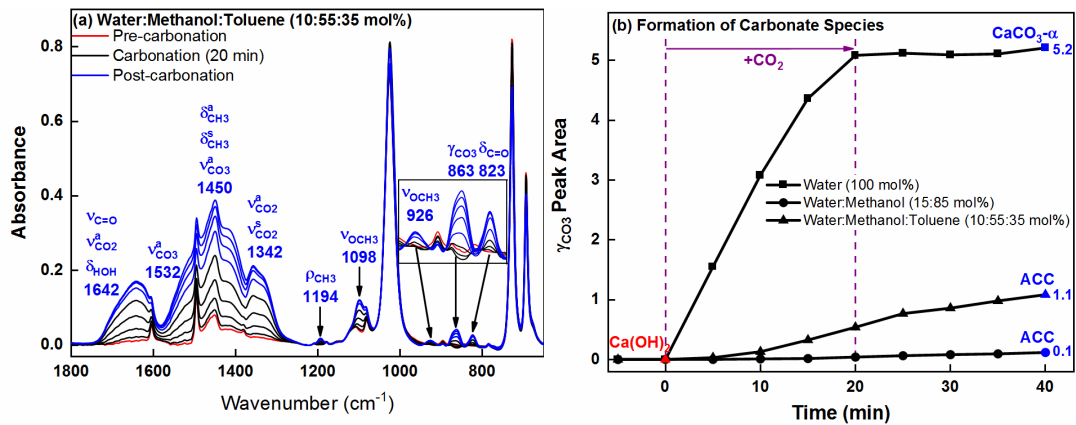 (a) Water:Methanol:Toluene (10:55:35 mol%)
Pre-carbonation
Carbonation (20 min)
Post-carbonation
Absorbance
0.8
0.6
0.4
0.2
0.0
νC=O
νᵃCO2
δHOH
1642
νᵃCO3
1532
δᵃCH3
δˢCH3
νᵃCO3
1450
νᵃCO2
νˢCO2
1342
ρCH3
1194
νOCH3
1098
νOCH3
926
γCO3 δC=O
863 823
1800 1600 1400 1200 1000 800
Wavenumber (cm⁻¹)
(b) Formation of Carbonate Species
γCO3 Peak Area
5
4
3
2
1
0
+CO₂
CaCO₃-α
5.2
Water (100 mol%)
Water:Methanol (15:85 mol%)
Water:Methanol:Toluene (10:55:35 mol%)
ACC
1.1
ACC
0.1
Ca(OH)₂
0 10 20 30 40
Time (min)